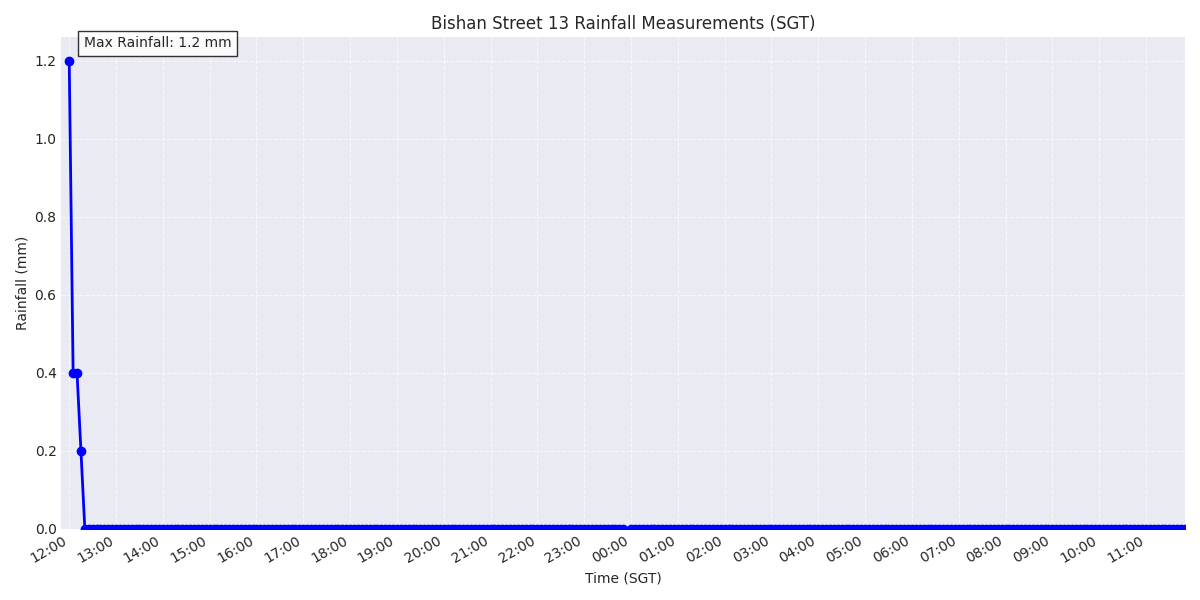 Bishan Street 13 Rainfall Measurements (SGT)
Max Rainfall: 1.2 mm
Rainfall (mm)
1.2
1.0
0.8
0.6
0.4
0.2
0.0
12:00 13:00 14:00 15:00 16:00 17:00 18:00 19:00 20:00 21:00 22:00 23:00 00:00 01:00 02:00 03:00 04:00 05:00 06:00 07:00 08:00 09:00 10:00 11:00
Time (SGT)